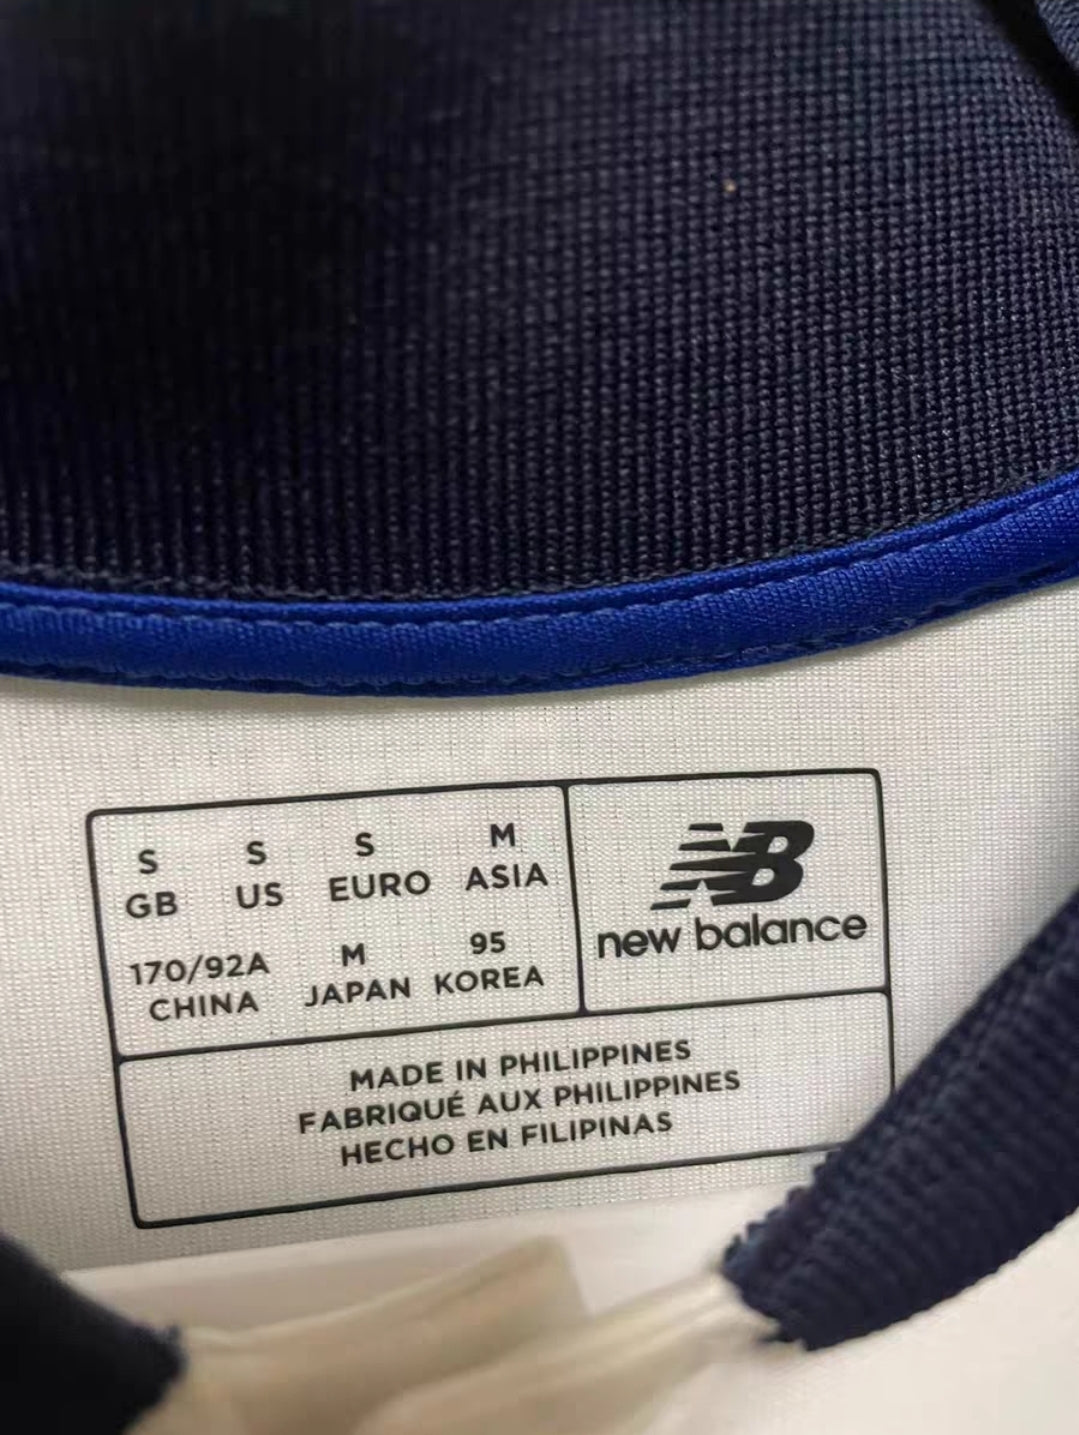 S S S M
GB US EURO ASIA
170/92A M 95
CHINA JAPAN KOREA
NB
new balance
MADE IN PHILIPPINES
FABRIQUÉ AUX PHILIPPINES
HECHO EN FILIPINAS